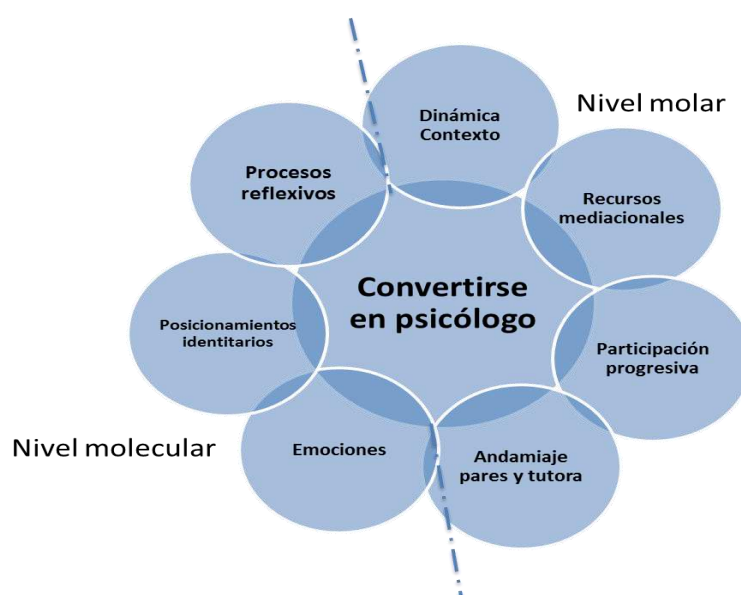 Dinámica
Contexto
Nivel molar
Procesos
reflexivos
Recursos
mediacionales
Convertirse
en psicólogo
Posicionamientos
identitarios
Participación
progresiva
Nivel molecular
Emociones
Andamiaje
pares y tutora